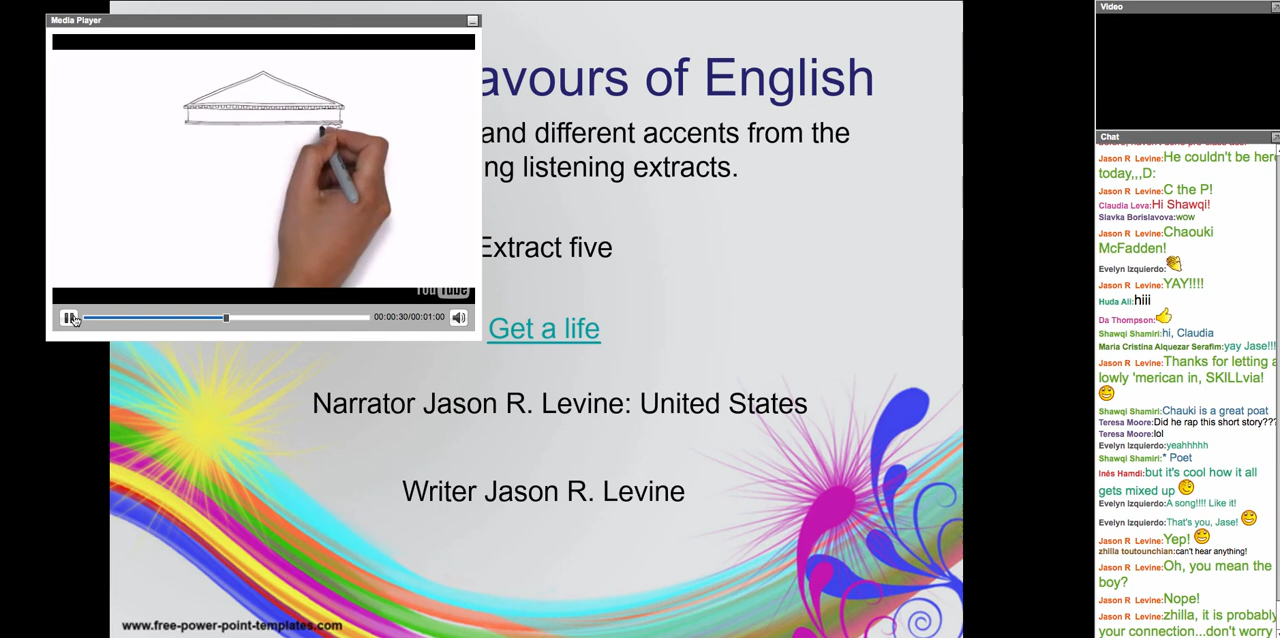 Media Player
avours of English
and different accents from the
ng listening extracts.
Extract five
YouTube
00:00:30/00:01:00
Get a life
Narrator Jason R. Levine: United States
Writer Jason R. Levine
www.free-power-point-templates.com
Video
Chat
Jason R Levine:He couldn't be here
today,,,D:
Jason R Levine:C the P!
Claudia Leva:Hi Shawqi!
Slavka Borislavova:wow
Jason R Levine:Chaouki
McFadden!
Evelyn Izquierdo:
Jason R Levine:YAY!!!!
Huda Ali:hiii
Da Thompson:
Shawqi Shamiri:hi, Claudia
Maria Cristina Alquezar Serafim:yay Jase!!!
Jason R Levine:Thanks for letting a
lowly 'merican in, SKILLvia!
Shawqi Shamiri:Chauki is a great poat
Teresa Moore:Did he rap this short story???
Teresa Moore:lol
Evelyn Izquierdo:yeahhhhh
Shawqi Shamiri:* Poet
Inês Hamdi:but it's cool how it all
gets mixed up
Evelyn Izquierdo:A song!!!! Like it!
Evelyn Izquierdo:That's you, Jase!
Jason R Levine:Yep!
zhilla toutounchian:can't hear anything!
Jason R Levine:Oh, you mean the
boy?
Jason R Levine:Nope!
Jason R Levine:zhilla, it is probably
your connection...don't worry